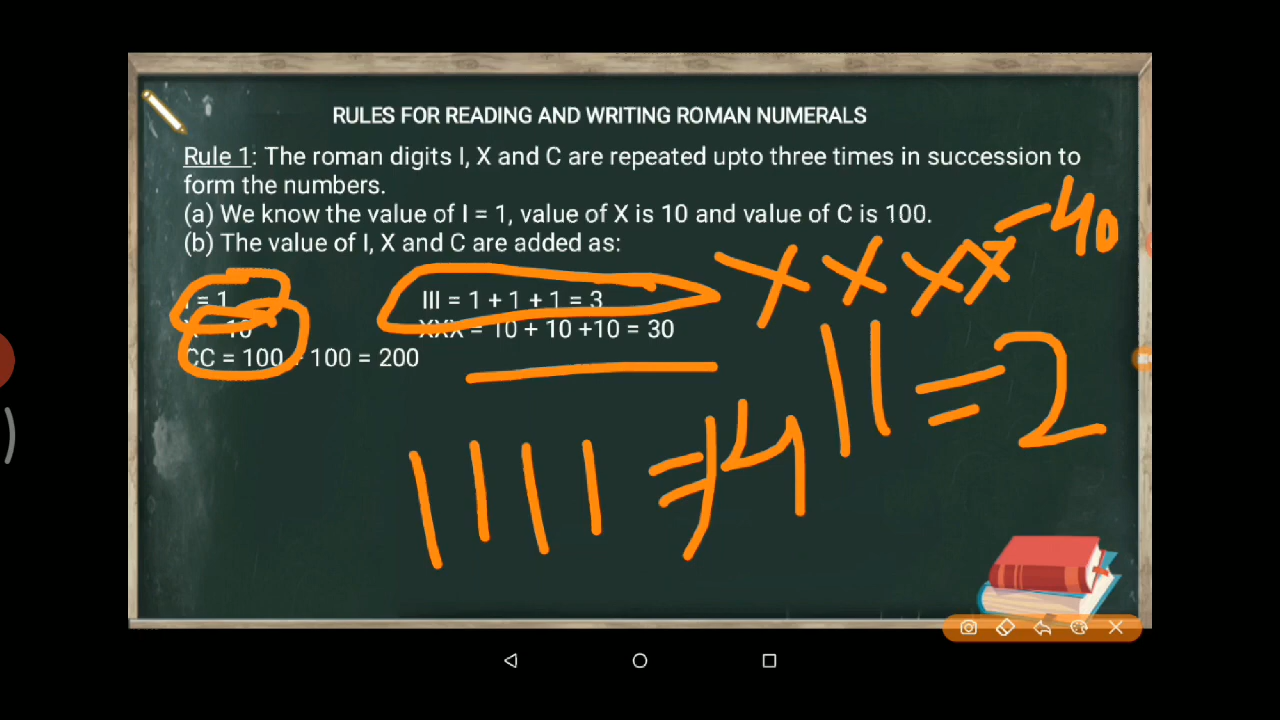 RULES FOR READING AND WRITING ROMAN NUMERALS
Rule 1: The roman digits I, X and C are repeated upto three times in succession to
form the numbers.
(a) We know the value of I = 1, value of X is 10 and value of C is 100.
(b) The value of I, X and C are added as:
I = 1 III = 1 + 1 + 1 = 3
X = 10 XXX = 10 + 10 +10 = 30
CC = 100 + 100 = 200
XXXX - 40
II = 2
IIII ≠ 4